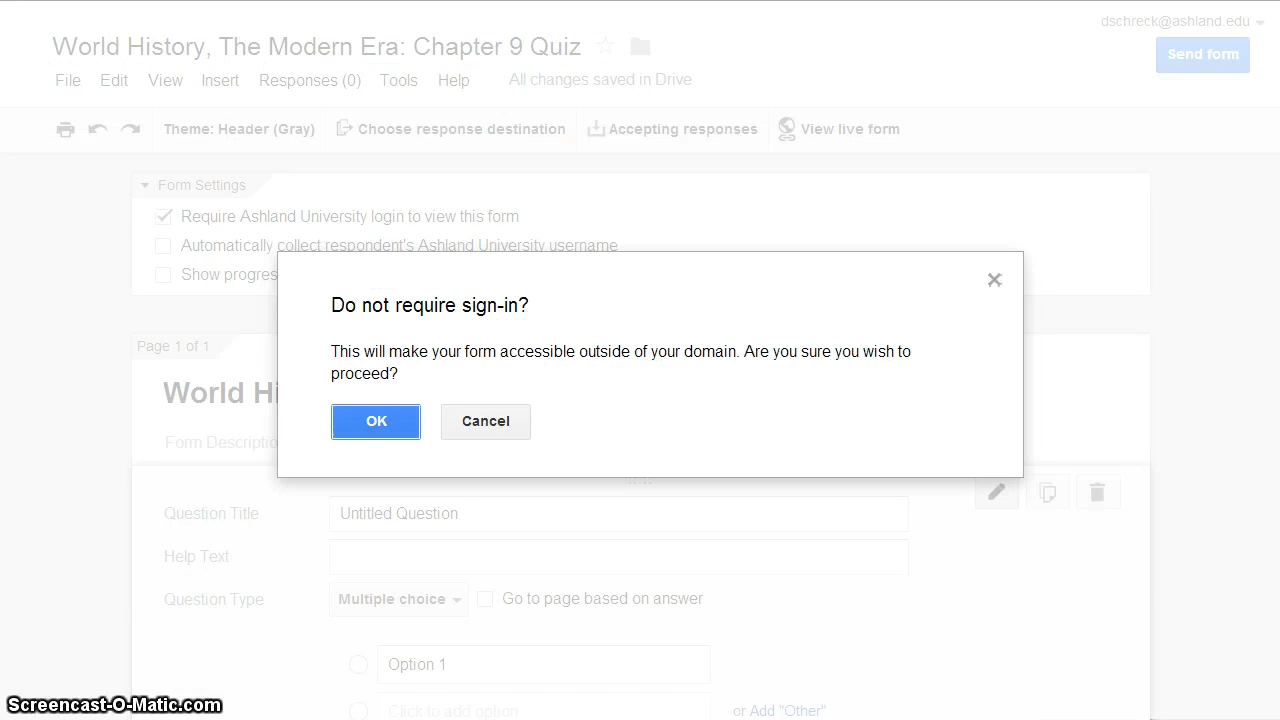 dschreck@ashland.edu
World History, The Modern Era: Chapter 9 Quiz
Send form
File Edit View Insert Responses (0) Tools Help All changes saved in Drive
Theme: Header (Gray) Choose response destination Accepting responses View live form
Form Settings
Require Ashland University login to view this form
Automatically collect respondent's Ashland University username
Show progres
Do not require sign-in?
This will make your form accessible outside of your domain. Are you sure you wish to
proceed?
OK Cancel
Page 1 of 1
World Hi
Form Descriptio
Question Title Untitled Question
Help Text
Question Type Multiple choice Go to page based on answer
Option 1
Click to add option or Add "Other"
Screencast-O-Matic.com